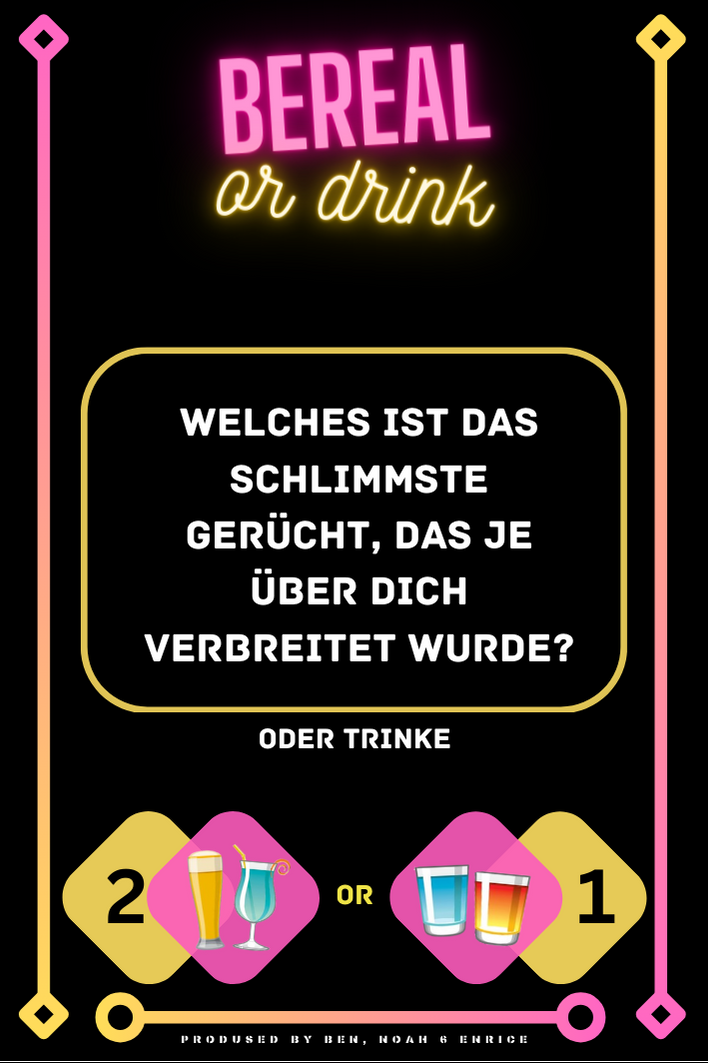 BEREAL
or drink
WELCHES IST DAS
SCHLIMMSTE
GERÜCHT, DAS JE
ÜBER DICH
VERBREITET WURDE?
ODER TRINKE
2 OR 1
PRODUSED BY BEN, NOAH & ENRICE